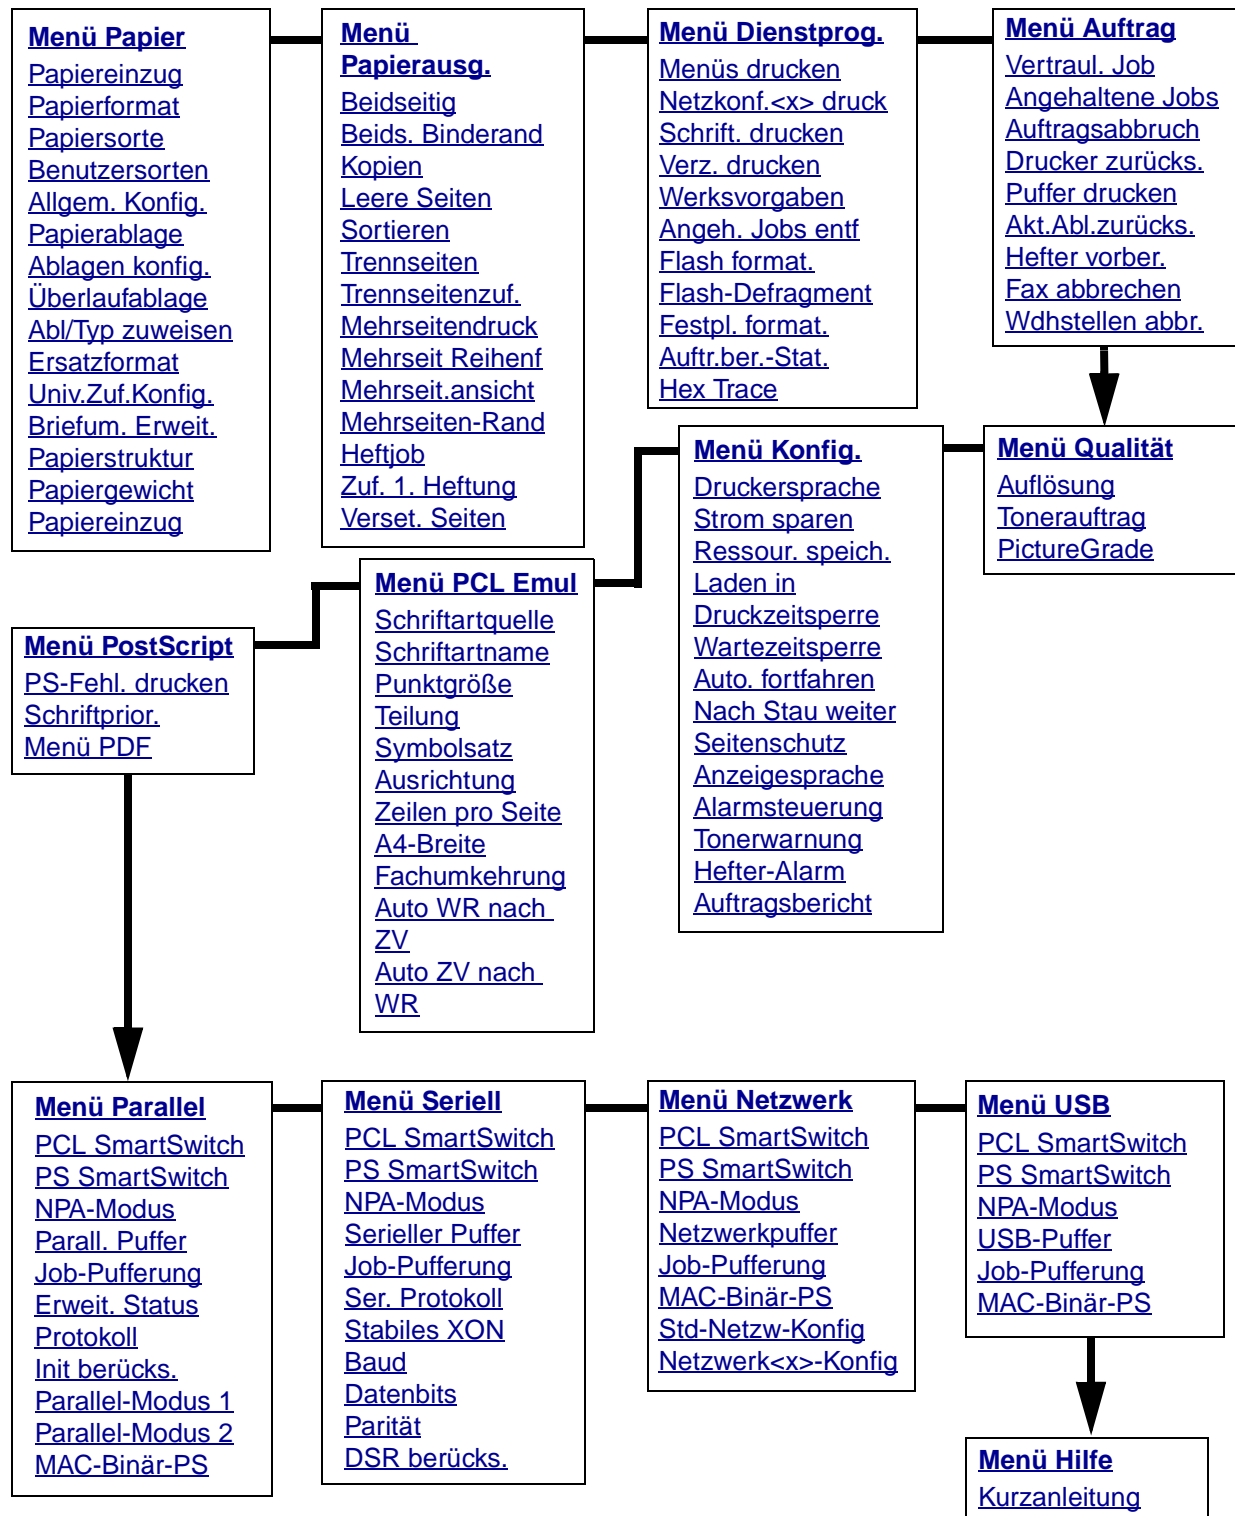 Menü Papier
Papiereinzug
Papierformat
Papiersorte
Benutzersorten
Allgem. Konfig.
Papierablage
Ablagen konfig.
Überlaufablage
Abl/Typ zuweisen
Ersatzformat
Univ.Zuf.Konfig.
Briefum. Erweit.
Papierstruktur
Papiergewicht
Papiereinzug
Menü
Papierausg.
Beidseitig
Beids. Binderand
Kopien
Leere Seiten
Sortieren
Trennseiten
Trennseitenzuf.
Mehrseitendruck
Mehrseit Reihenf
Mehrseit.ansicht
Mehrseiten-Rand
Heftjob
Zuf. 1. Heftung
Verset. Seiten
Menü Dienstprog.
Menüs drucken
Netzkonf.<x> druck
Schrift. drucken
Verz. drucken
Werksvorgaben
Angeh. Jobs entf
Flash format.
Flash-Defragment
Festpl. format.
Auftr.ber.-Stat.
Hex Trace
Menü Auftrag
Vertraul. Job
Angehaltene Jobs
Auftragsabbruch
Drucker zurücks.
Puffer drucken
Akt.Abl.zurücks.
Hefter vorber.
Fax abbrechen
Wdhstellen abbr.
Menü Qualität
Auflösung
Tonerauftrag
PictureGrade
Menü Konfig.
Druckersprache
Strom sparen
Ressour. speich.
Laden in
Druckzeitsperre
Wartezeitsperre
Auto. fortfahren
Nach Stau weiter
Seitenschutz
Anzeigesprache
Alarmsteuerung
Tonerwarnung
Hefter-Alarm
Auftragsbericht
Menü PCL Emul
Schriftartquelle
Schriftartname
Punktgröße
Teilung
Symbolsatz
Ausrichtung
Zeilen pro Seite
A4-Breite
Fachumkehrung
Auto WR nach
ZV
Auto ZV nach
WR
Menü PostScript
PS-Fehl. drucken
Schriftprior.
Menü PDF
Menü Parallel
PCL SmartSwitch
PS SmartSwitch
NPA-Modus
Parall. Puffer
Job-Pufferung
Erweit. Status
Protokoll
Init berücks.
Parallel-Modus 1
Parallel-Modus 2
MAC-Binär-PS
Menü Seriell
PCL SmartSwitch
PS SmartSwitch
NPA-Modus
Serieller Puffer
Job-Pufferung
Ser. Protokoll
Stabiles XON
Baud
Datenbits
Parität
DSR berücks.
Menü Netzwerk
PCL SmartSwitch
PS SmartSwitch
NPA-Modus
Netzwerkpuffer
Job-Pufferung
MAC-Binär-PS
Std-Netzw-Konfig
Netzwerk<x>-Konfig
Menü USB
PCL SmartSwitch
PS SmartSwitch
NPA-Modus
USB-Puffer
Job-Pufferung
MAC-Binär-PS
Menü Hilfe
Kurzanleitung